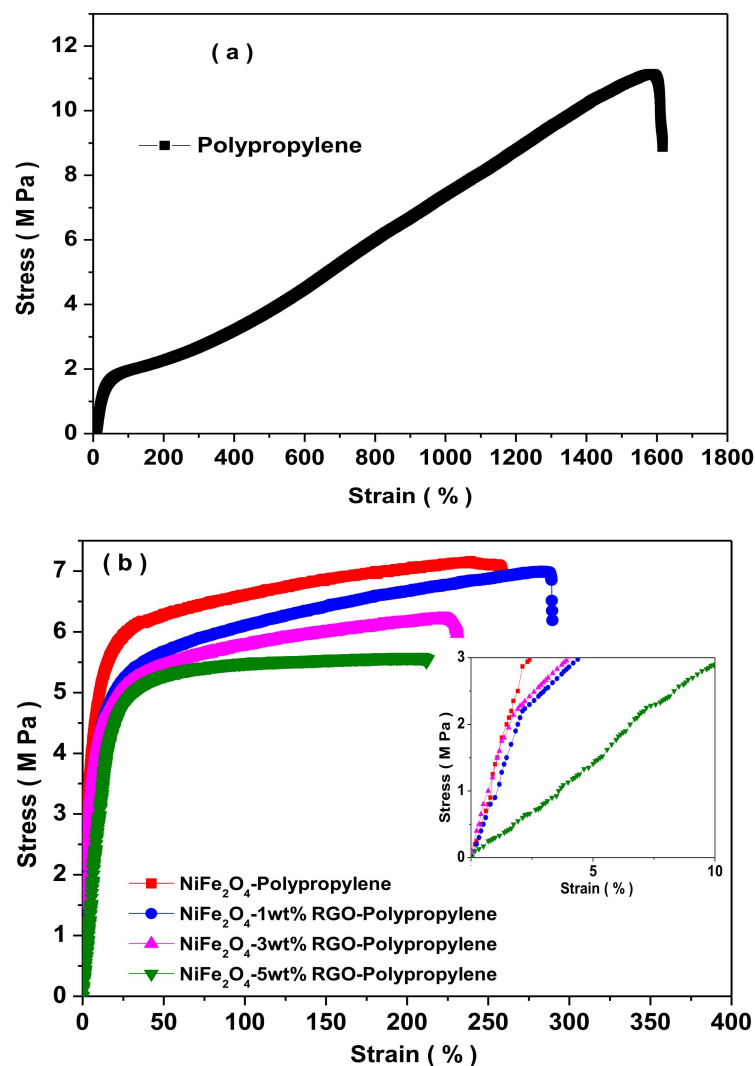 ( a )
12
10
8
6
4
2
0
Polypropylene
Stress ( M Pa )
0 200 400 600 800 1000 1200 1400 1600 1800
Strain ( % )
( b )
7
6
5
4
3
2
1
0
Stress ( M Pa )
3
2
1
0
Stress ( M Pa )
5 10
Strain ( % )
NiFe₂O₄-Polypropylene
NiFe₂O₄-1wt% RGO-Polypropylene
NiFe₂O₄-3wt% RGO-Polypropylene
NiFe₂O₄-5wt% RGO-Polypropylene
0 50 100 150 200 250 300 350 400
Strain ( % )